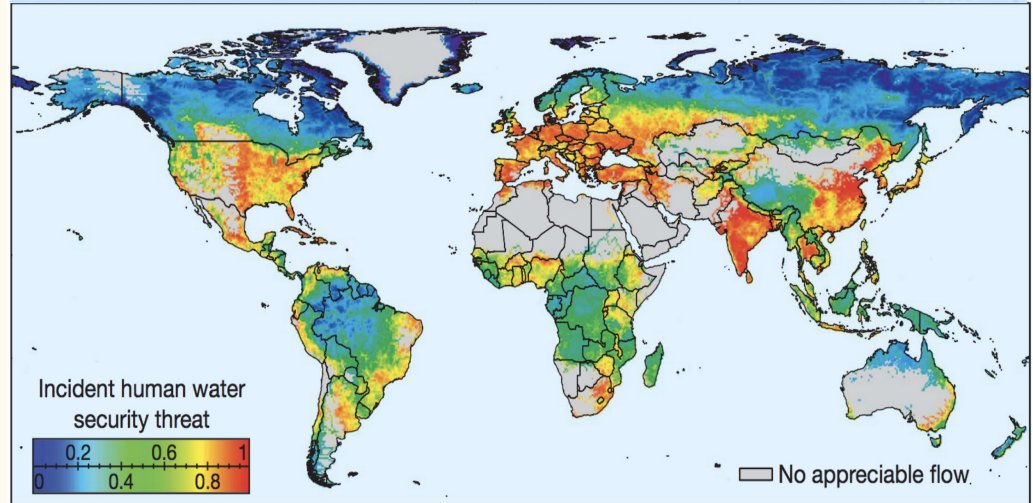 Incident human water
security threat
0.2 0.6 1
0 0.4 0.8
No appreciable flow